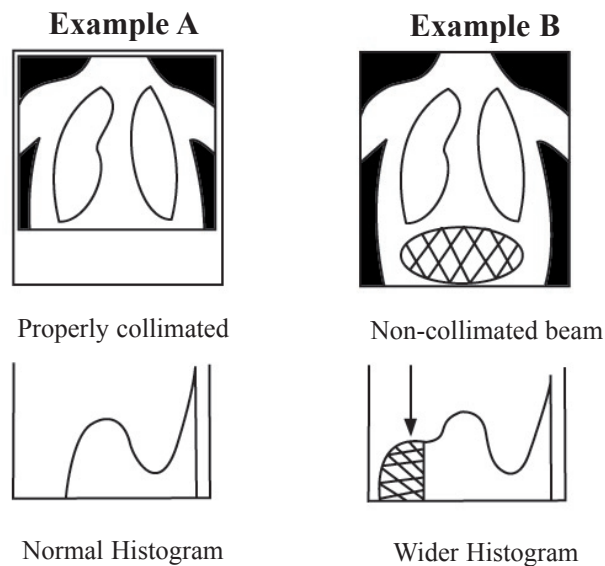 Example A
Example B
Properly collimated
Non-collimated beam
Normal Histogram
Wider Histogram